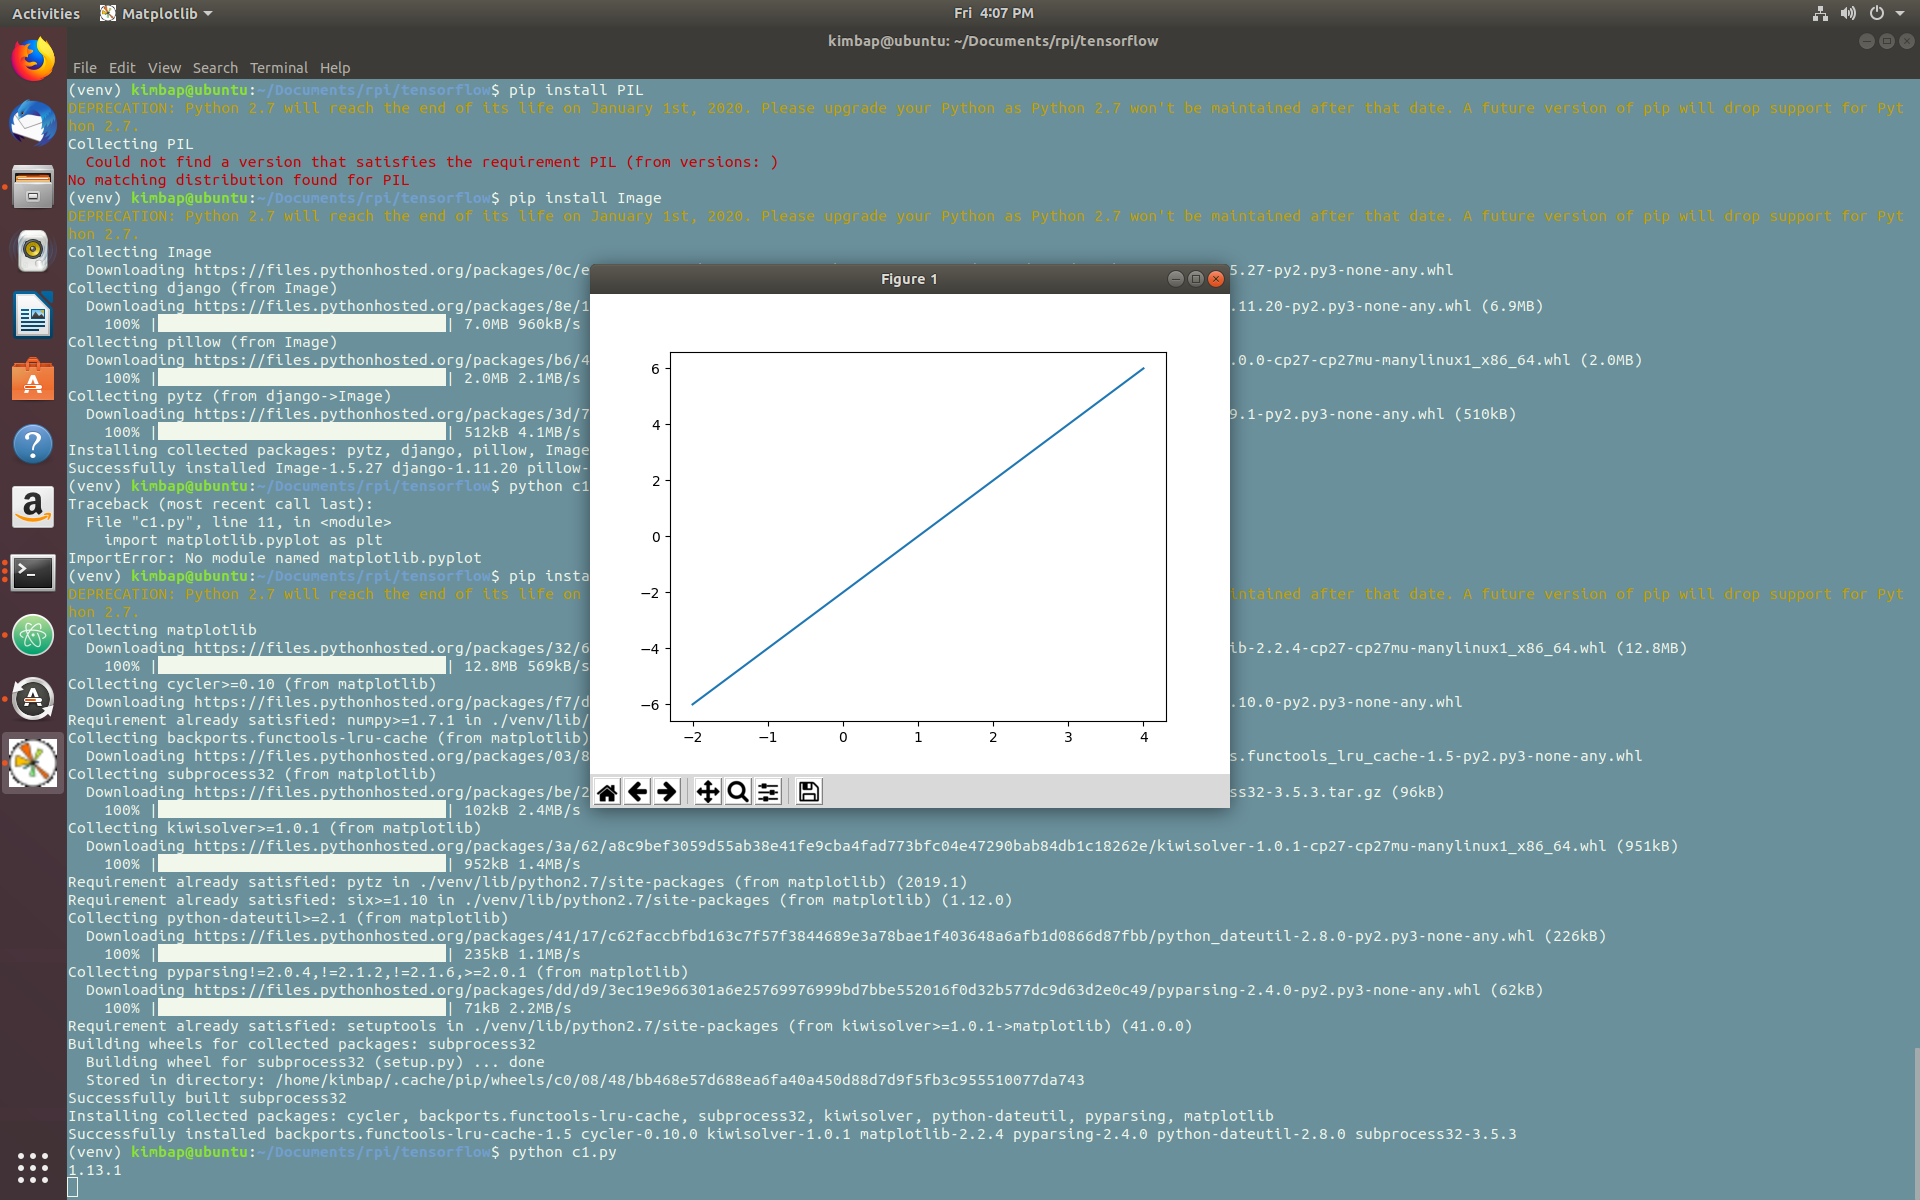 Activities Matplotlib Fri 4:07 PM
kimbap@ubuntu: ~/Documents/rpi/tensorflow
File Edit View Search Terminal Help
(venv) kimbap@ubuntu:~/Documents/rpi/tensorflow$ pip install PIL
DEPRECATION: Python 2.7 will reach the end of its life on January 1st, 2020. Please upgrade your Python as Python 2.7 won't be maintained after that date. A future version of pip will drop support for Pyt
hon 2.7.
Collecting PIL
Could not find a version that satisfies the requirement PIL (from versions: )
No matching distribution found for PIL
(venv) kimbap@ubuntu:~/Documents/rpi/tensorflow$ pip install Image
DEPRECATION: Python 2.7 will reach the end of its life on January 1st, 2020. Please upgrade your Python as Python 2.7 won't be maintained after that date. A future version of pip will drop support for Pyt
hon 2.7.
Collecting Image
Downloading https://files.pythonhosted.org/packages/0c/e 5.27-py2.py3-none-any.whl
Collecting django (from Image)
Downloading https://files.pythonhosted.org/packages/8e/1 .11.20-py2.py3-none-any.whl (6.9MB)
100% | | 7.0MB 960kB/s
Collecting pillow (from Image)
Downloading https://files.pythonhosted.org/packages/b6/4 .0.0-cp27-cp27mu-manylinux1_x86_64.whl (2.0MB)
100% | | 2.0MB 2.1MB/s
Collecting pytz (from django->Image)
Downloading https://files.pythonhosted.org/packages/3d/7 9.1-py2.py3-none-any.whl (510kB)
100% | | 512kB 4.1MB/s
Installing collected packages: pytz, django, pillow, Image
Successfully installed Image-1.5.27 django-1.11.20 pillow-
(venv) kimbap@ubuntu:~/Documents/rpi/tensorflow$ python c1
Traceback (most recent call last):
File "c1.py", line 11, in <module>
import matplotlib.pyplot as plt
ImportError: No module named matplotlib.pyplot
(venv) kimbap@ubuntu:~/Documents/rpi/tensorflow$ pip insta
DEPRECATION: Python 2.7 will reach the end of its life on intained after that date. A future version of pip will drop support for Pyt
hon 2.7.
Collecting matplotlib
Downloading https://files.pythonhosted.org/packages/32/6 ib-2.2.4-cp27-cp27mu-manylinux1_x86_64.whl (12.8MB)
100% | | 12.8MB 569kB/s
Collecting cycler>=0.10 (from matplotlib)
Downloading https://files.pythonhosted.org/packages/f7/d .10.0-py2.py3-none-any.whl
Requirement already satisfied: numpy>=1.7.1 in ./venv/lib/
Collecting backports.functools-lru-cache (from matplotlib)
Downloading https://files.pythonhosted.org/packages/03/8 s.functools_lru_cache-1.5-py2.py3-none-any.whl
Collecting subprocess32 (from matplotlib)
Downloading https://files.pythonhosted.org/packages/be/2 ss32-3.5.3.tar.gz (96kB)
100% | | 102kB 2.4MB/s
Collecting kiwisolver>=1.0.1 (from matplotlib)
Downloading https://files.pythonhosted.org/packages/3a/62/a8c9bef3059d55ab38e41fe9cba4fad773bfc04e47290bab84db1c18262e/kiwisolver-1.0.1-cp27-cp27mu-manylinux1_x86_64.whl (951kB)
100% | | 952kB 1.4MB/s
Requirement already satisfied: pytz in ./venv/lib/python2.7/site-packages (from matplotlib) (2019.1)
Requirement already satisfied: six>=1.10 in ./venv/lib/python2.7/site-packages (from matplotlib) (1.12.0)
Collecting python-dateutil>=2.1 (from matplotlib)
Downloading https://files.pythonhosted.org/packages/41/17/c62faccbfbd163c7f57f3844689e3a78bae1f403648a6afb1d0866d87fbb/python_dateutil-2.8.0-py2.py3-none-any.whl (226kB)
100% | | 235kB 1.1MB/s
Collecting pyparsing!=2.0.4,!=2.1.2,!=2.1.6,>=2.0.1 (from matplotlib)
Downloading https://files.pythonhosted.org/packages/dd/d9/3ec19e966301a6e25769976999bd7bbe552016f0d32b577dc9d63d2e0c49/pyparsing-2.4.0-py2.py3-none-any.whl (62kB)
100% | | 71kB 2.2MB/s
Requirement already satisfied: setuptools in ./venv/lib/python2.7/site-packages (from kiwisolver>=1.0.1->matplotlib) (41.0.0)
Building wheels for collected packages: subprocess32
Building wheel for subprocess32 (setup.py) ... done
Stored in directory: /home/kimbap/.cache/pip/wheels/c0/08/48/bb468e57d688ea6fa40a450d88d7d9f5fb3c955510077da743
Successfully built subprocess32
Installing collected packages: cycler, backports.functools-lru-cache, subprocess32, kiwisolver, python-dateutil, pyparsing, matplotlib
Successfully installed backports.functools-lru-cache-1.5 cycler-0.10.0 kiwisolver-1.0.1 matplotlib-2.2.4 pyparsing-2.4.0 python-dateutil-2.8.0 subprocess32-3.5.3
(venv) kimbap@ubuntu:~/Documents/rpi/tensorflow$ python c1.py
1.13.1
Figure 1
6
4
2
0
−2
−4
−6
−2 −1 0 1 2 3 4